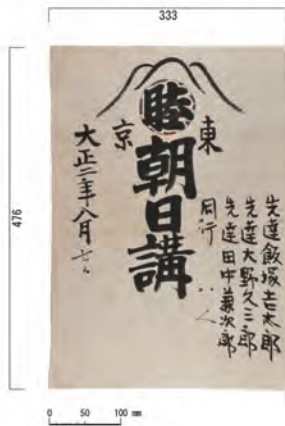 333
476
睦
東京
朝日講
先達飯塚吉太郎
先達大野久三郎
先達田中兼次郎
同行 八人
大正二年八月
0 50 100 mm